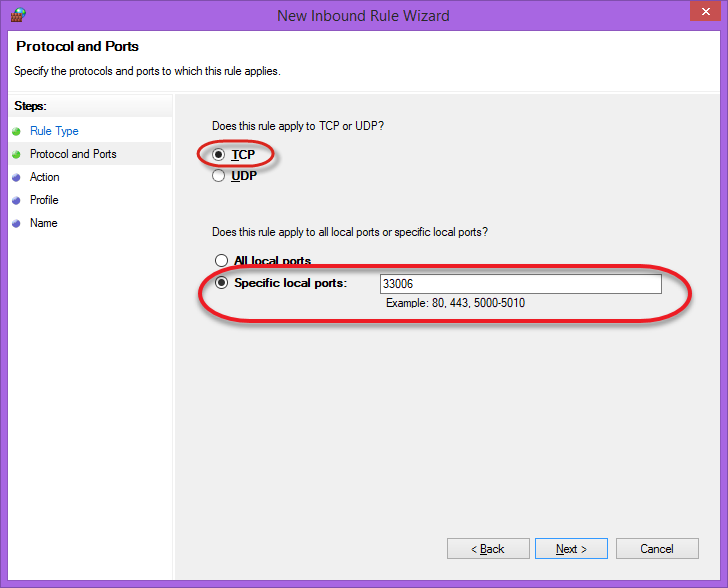 New Inbound Rule Wizard
Protocol and Ports
Specify the protocols and ports to which this rule applies.
Steps:
Rule Type
Protocol and Ports
Action
Profile
Name
Does this rule apply to TCP or UDP?
TCP
UDP
Does this rule apply to all local ports or specific local ports?
All local ports
Specific local ports: 33006
Example: 80, 443, 5000-5010
< Back Next > Cancel